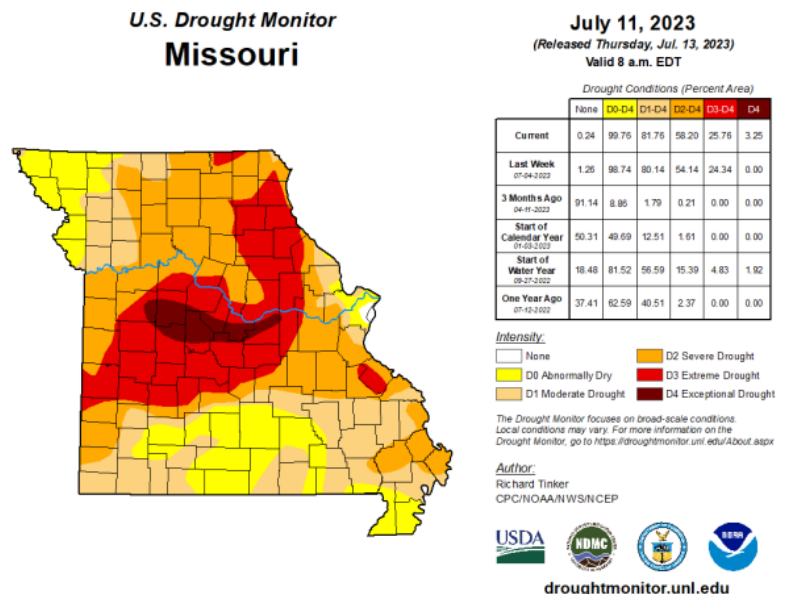 U.S. Drought Monitor
Missouri
July 11, 2023
(Released Thursday, Jul. 13, 2023)
Valid 8 a.m. EDT
Drought Conditions (Percent Area)
None D0-D4 D1-D4 D2-D4 D3-D4 D4
Current 0.24 99.76 81.76 58.20 25.76 3.25
Last Week 1.26 98.74 80.14 54.14 24.34 0.00
07-04-2023
3 Months Ago 91.14 8.86 1.79 0.21 0.00 0.00
04-11-2023
Start of
Calendar Year 50.31 49.69 12.51 1.61 0.00 0.00
01-03-2023
Start of
Water Year 18.48 81.52 56.59 15.39 4.83 1.92
09-27-2022
One Year Ago 37.41 62.59 40.51 2.37 0.00 0.00
07-12-2022
Intensity:
None
D0 Abnormally Dry
D1 Moderate Drought
D2 Severe Drought
D3 Extreme Drought
D4 Exceptional Drought
The Drought Monitor focuses on broad-scale conditions.
Local conditions may vary. For more information on the
Drought Monitor, go to https://droughtmonitor.unl.edu/About.aspx
Author:
Richard Tinker
CPC/NOAA/NWS/NCEP
USDA
NDMC
NOAA
droughtmonitor.unl.edu